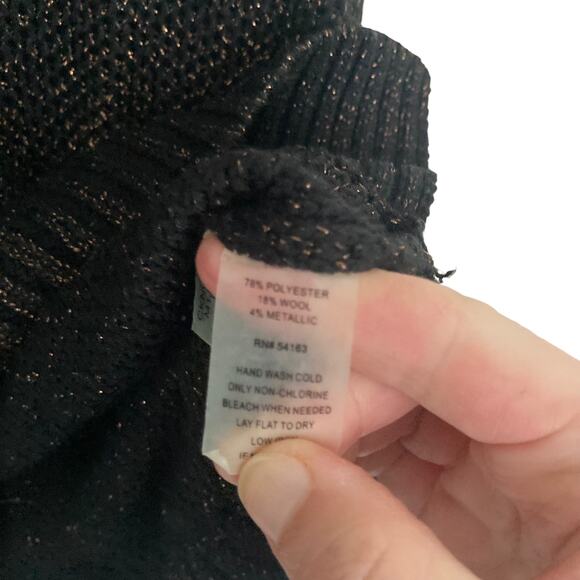 78% POLYESTER
18% WOOL
4% METALLIC
RN# 54163
HAND WASH COLD
ONLY NON-CHLORINE
BLEACH WHEN NEEDED
LAY FLAT TO DRY
LOW